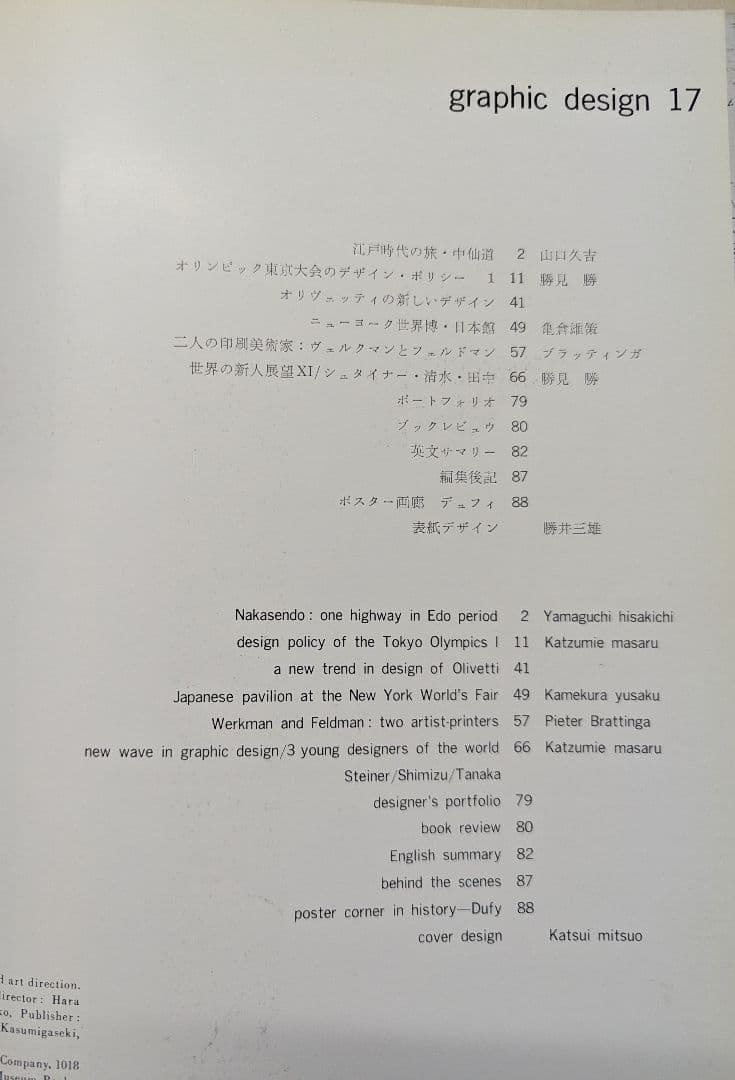 graphic design 17
江戸時代の旅・中仙道 2 山口久吉
オリンピック東京大会のデザイン・ポリシー 1 11 勝見 勝
オリヴェッティの新しいデザイン 41
ニューヨーク世界博・日本館 49 亀倉雄策
二人の印刷美術家：ヴェルクマンとフェルドマン 57 ブラッティンガ
世界の新人展望XI/シュタイナー・清水・田中 66 勝見 勝
ポートフォリオ 79
ブックレビュウ 80
英文サマリー 82
編集後記 87
ポスター画廊 デュフィ 88
表紙デザイン 勝井三雄
Nakasendo: one highway in Edo period 2 Yamaguchi hisakichi
design policy of the Tokyo Olympics I 11 Katzumie masaru
a new trend in design of Olivetti 41
Japanese pavilion at the New York World's Fair 49 Kamekura yusaku
Werkman and Feldman: two artist-printers 57 Pieter Brattinga
new wave in graphic design/3 young designers of the world 66 Katzumie masaru
Steiner/Shimizu/Tanaka
designer's portfolio 79
book review 80
English summary 82
behind the scenes 87
poster corner in history—Dufy 88
cover design Katsui mitsuo
art direction.
irector: Hara
Publisher:
Kasumigaseki,
Company, 1018